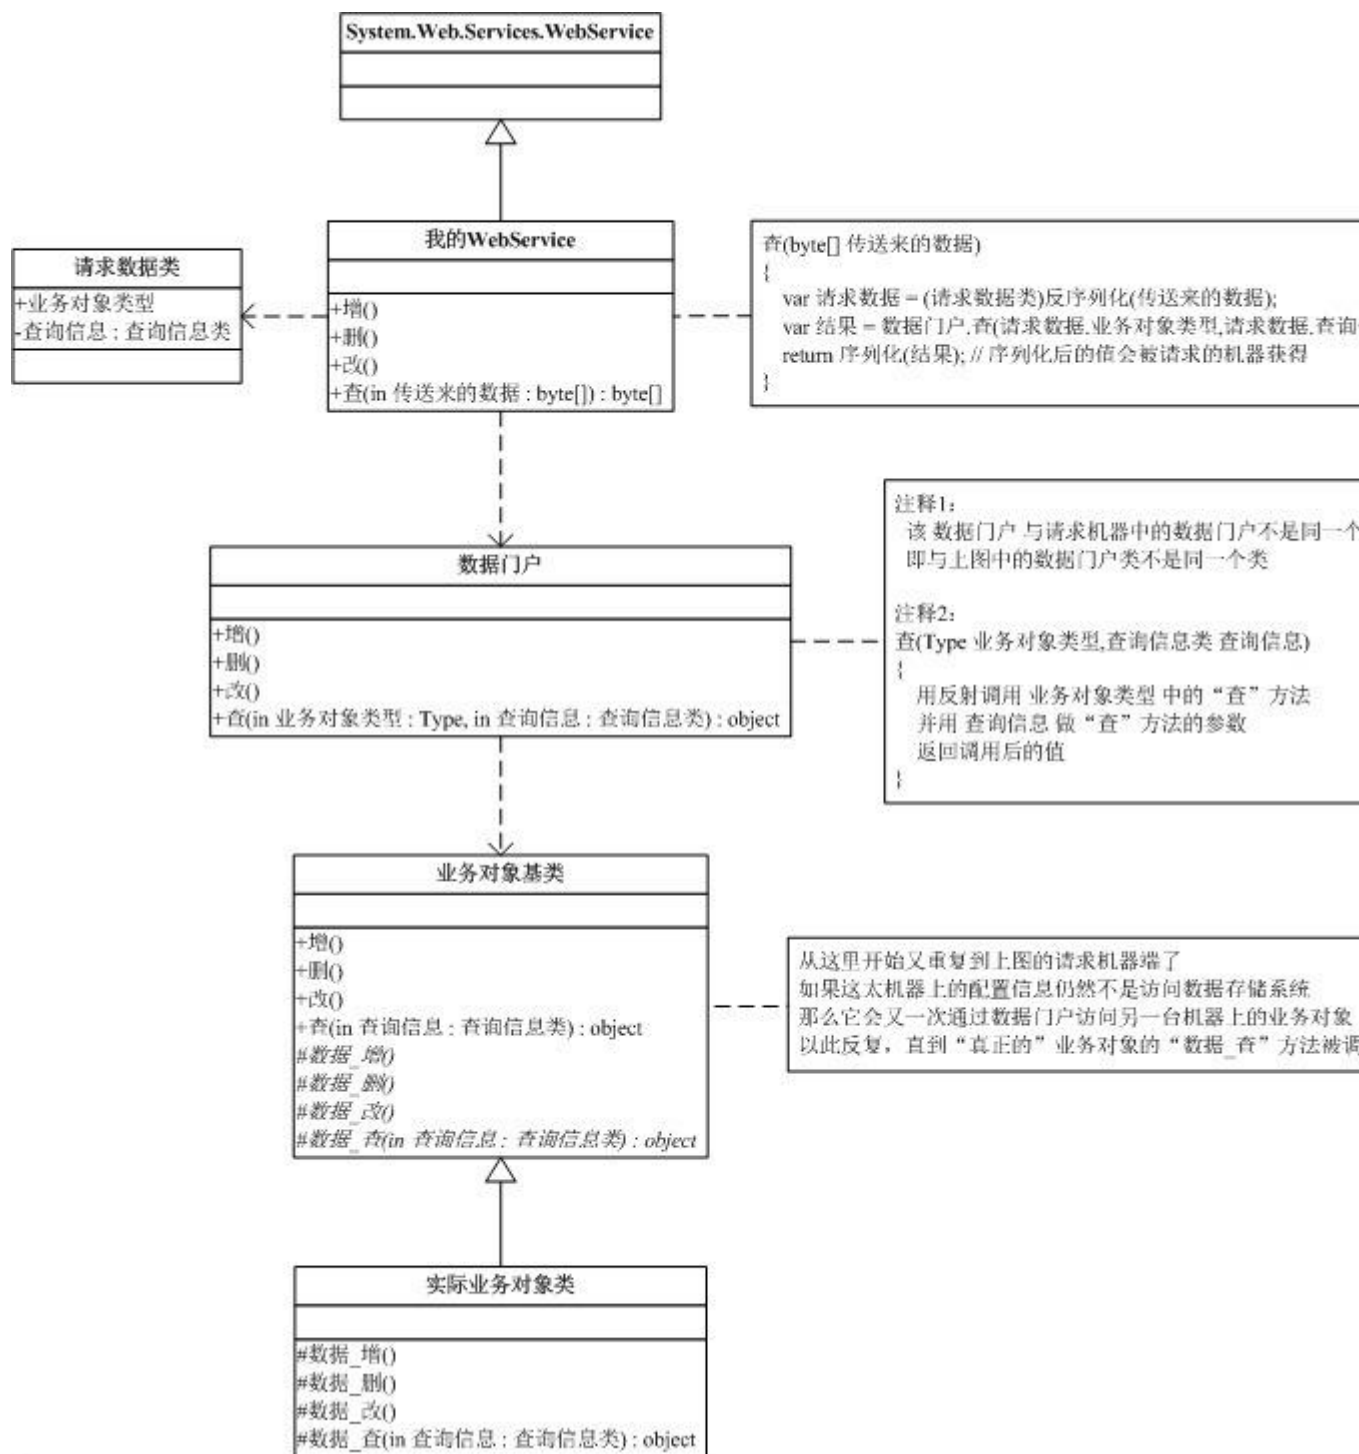 System.Web.Services.WebService
我的WebService
+增()
+删()
+改()
+查(in 传送来的数据 : byte[]) : byte[]
请求数据类
+业务对象类型
-查询信息 : 查询信息类
查(byte[] 传送来的数据)
{
var 请求数据 = (请求数据类)反序列化(传送来的数据);
var 结果 = 数据门户.查(请求数据.业务对象类型,请求数据.查询
return 序列化(结果); // 序列化后的值会被请求的机器获得
}
数据门户
+增()
+删()
+改()
+查(in 业务对象类型 : Type, in 查询信息 : 查询信息类) : object
注释1:
该 数据门户 与请求机器中的数据门户不是同一个
即与上图中的数据门户类不是同一个类
注释2:
查(Type 业务对象类型,查询信息类 查询信息)
{
用反射调用 业务对象类型 中的“查”方法
并用 查询信息 做“查”方法的参数
返回调用后的值
}
业务对象基类
+增()
+删()
+改()
+查(in 查询信息 : 查询信息类) : object
#数据_增()
#数据_删()
#数据_改()
#数据_查(in 查询信息 : 查询信息类) : object
从这里开始又重复到上图的请求机器端了
如果这太机器上的配置信息仍然不是访问数据存储系统
那么它会又一次通过数据门户访问另一台机器上的业务对象
以此反复，直到“真正的”业务对象的“数据_查”方法被调
实际业务对象类
#数据_增()
#数据_删()
#数据_改()
#数据_查(in 查询信息 : 查询信息类) : object